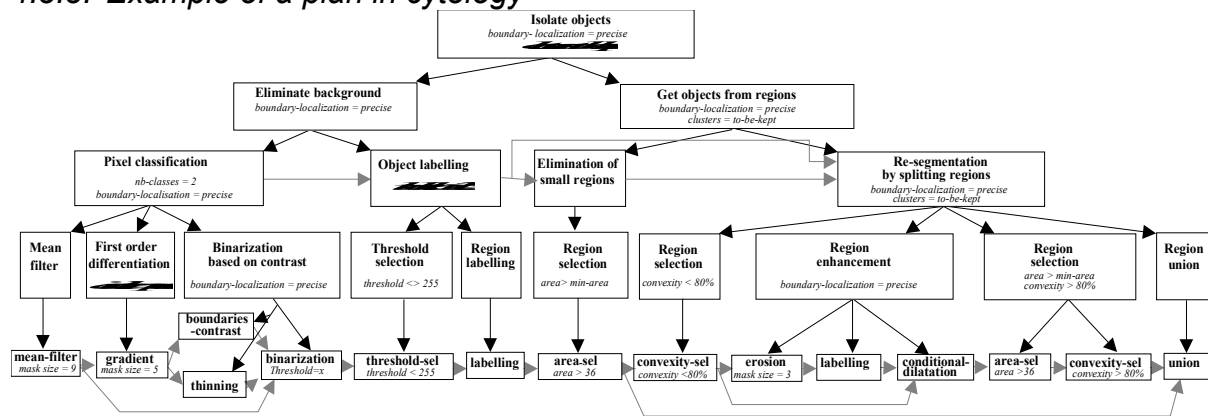 Isolate objects
boundary- localization = precise
Eliminate background
boundary-localization = precise
Get objects from regions
boundary-localization = precise
clusters = to-be-kept
Pixel classification
nb-classes = 2
boundary-localisation = precise
Object labelling
Elimination of
small regions
Re-segmentation
by splitting regions
boundary-localization = precise
clusters = to-be-kept
Mean
filter
First order
differentiation
Binarization
based on contrast
boundary-localization = precise
Threshold
selection
threshold <> 255
Region
labelling
Region
selection
area> min-area
Region
selection
convexity < 80%
Region
enhancement
boundary-localization = precise
Region
selection
area > min-area
convexity > 80%
Region
union
mean-filter
mask size = 9
gradient
mask size = 5
boundaries
-contrast
thinning
binarization
Threshold=x
threshold-sel
threshold < 255
labelling
area-sel
area > 36
convexity-sel
convexity <80%
erosion
mask size = 3
labelling
conditional-
dilatation
area-sel
area >36
convexity-sel
convexity > 80%
union